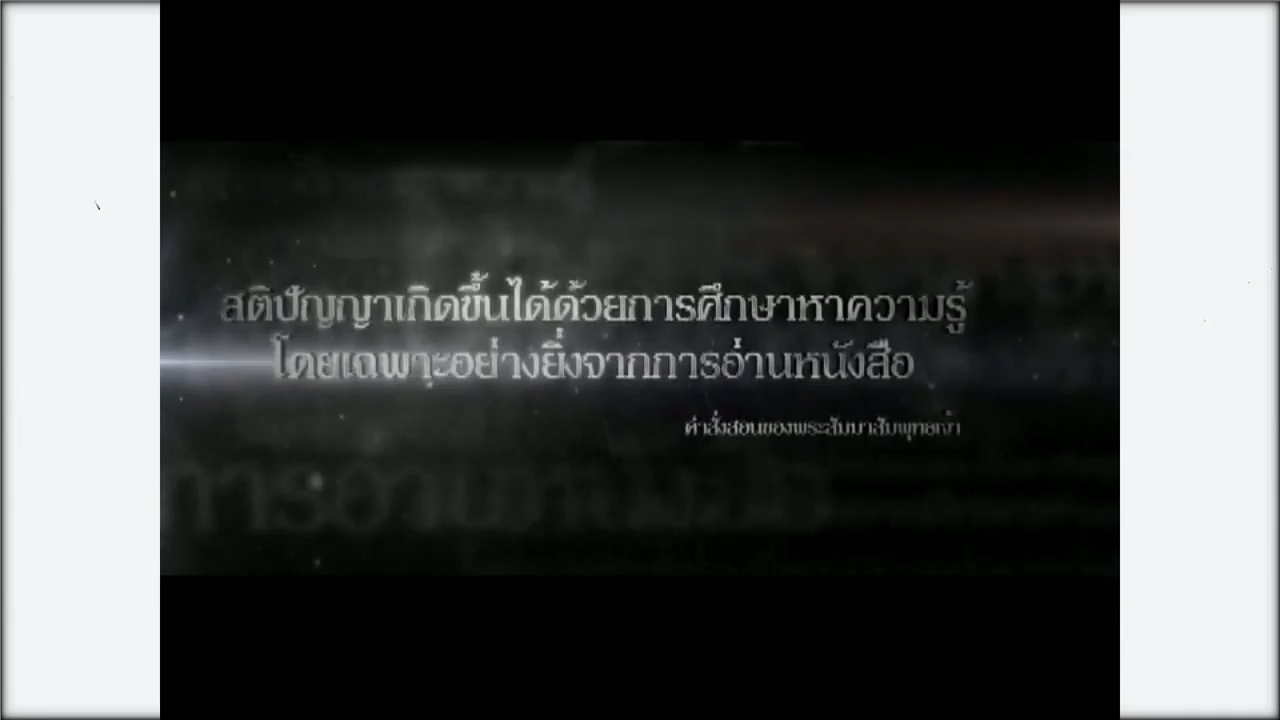 สติปัญญาเกิดขึ้นได้ด้วยการศึกษาหาความรู้
โดยเฉพาะอย่างยิ่งจากการอ่านหนังสือ
คำสั่งสอนของพระสัมมาสัมพุทธเจ้า